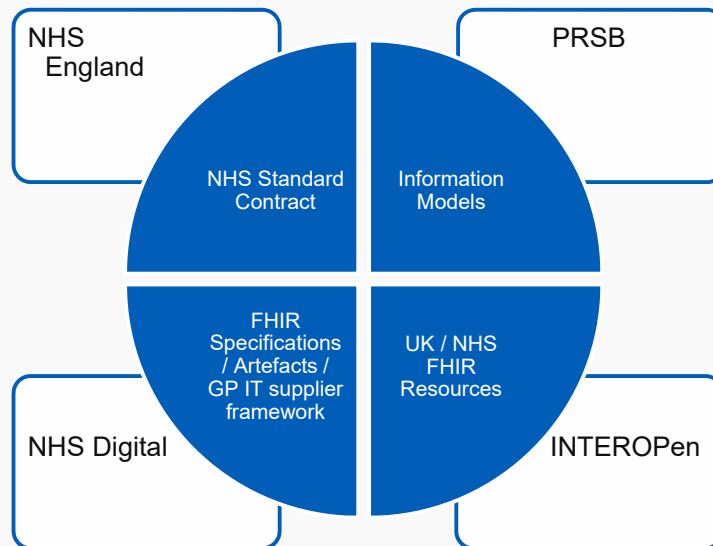 NHS
England
PRSB
NHS Standard
Contract
Information
Models
FHIR
Specifications
/ Artefacts /
GP IT supplier
framework
UK / NHS
FHIR
Resources
NHS Digital
INTEROPen